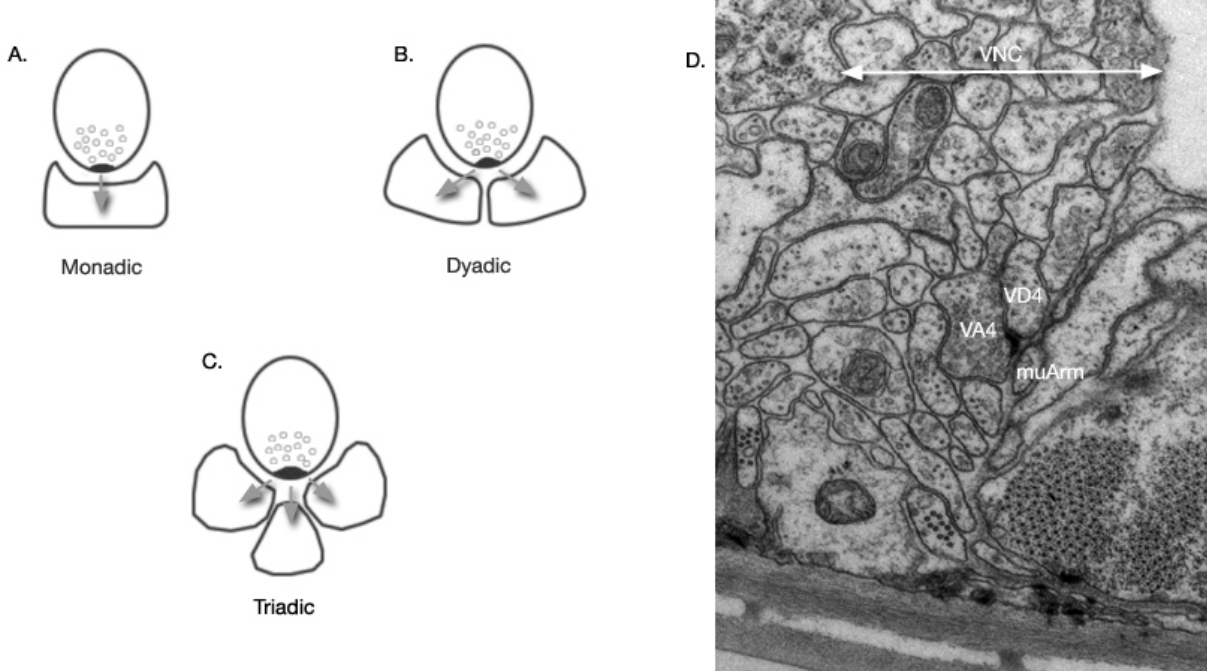 A.
Monadic
B.
Dyadic
C.
Triadic
D.
VNC
VD4
VA4
muArm